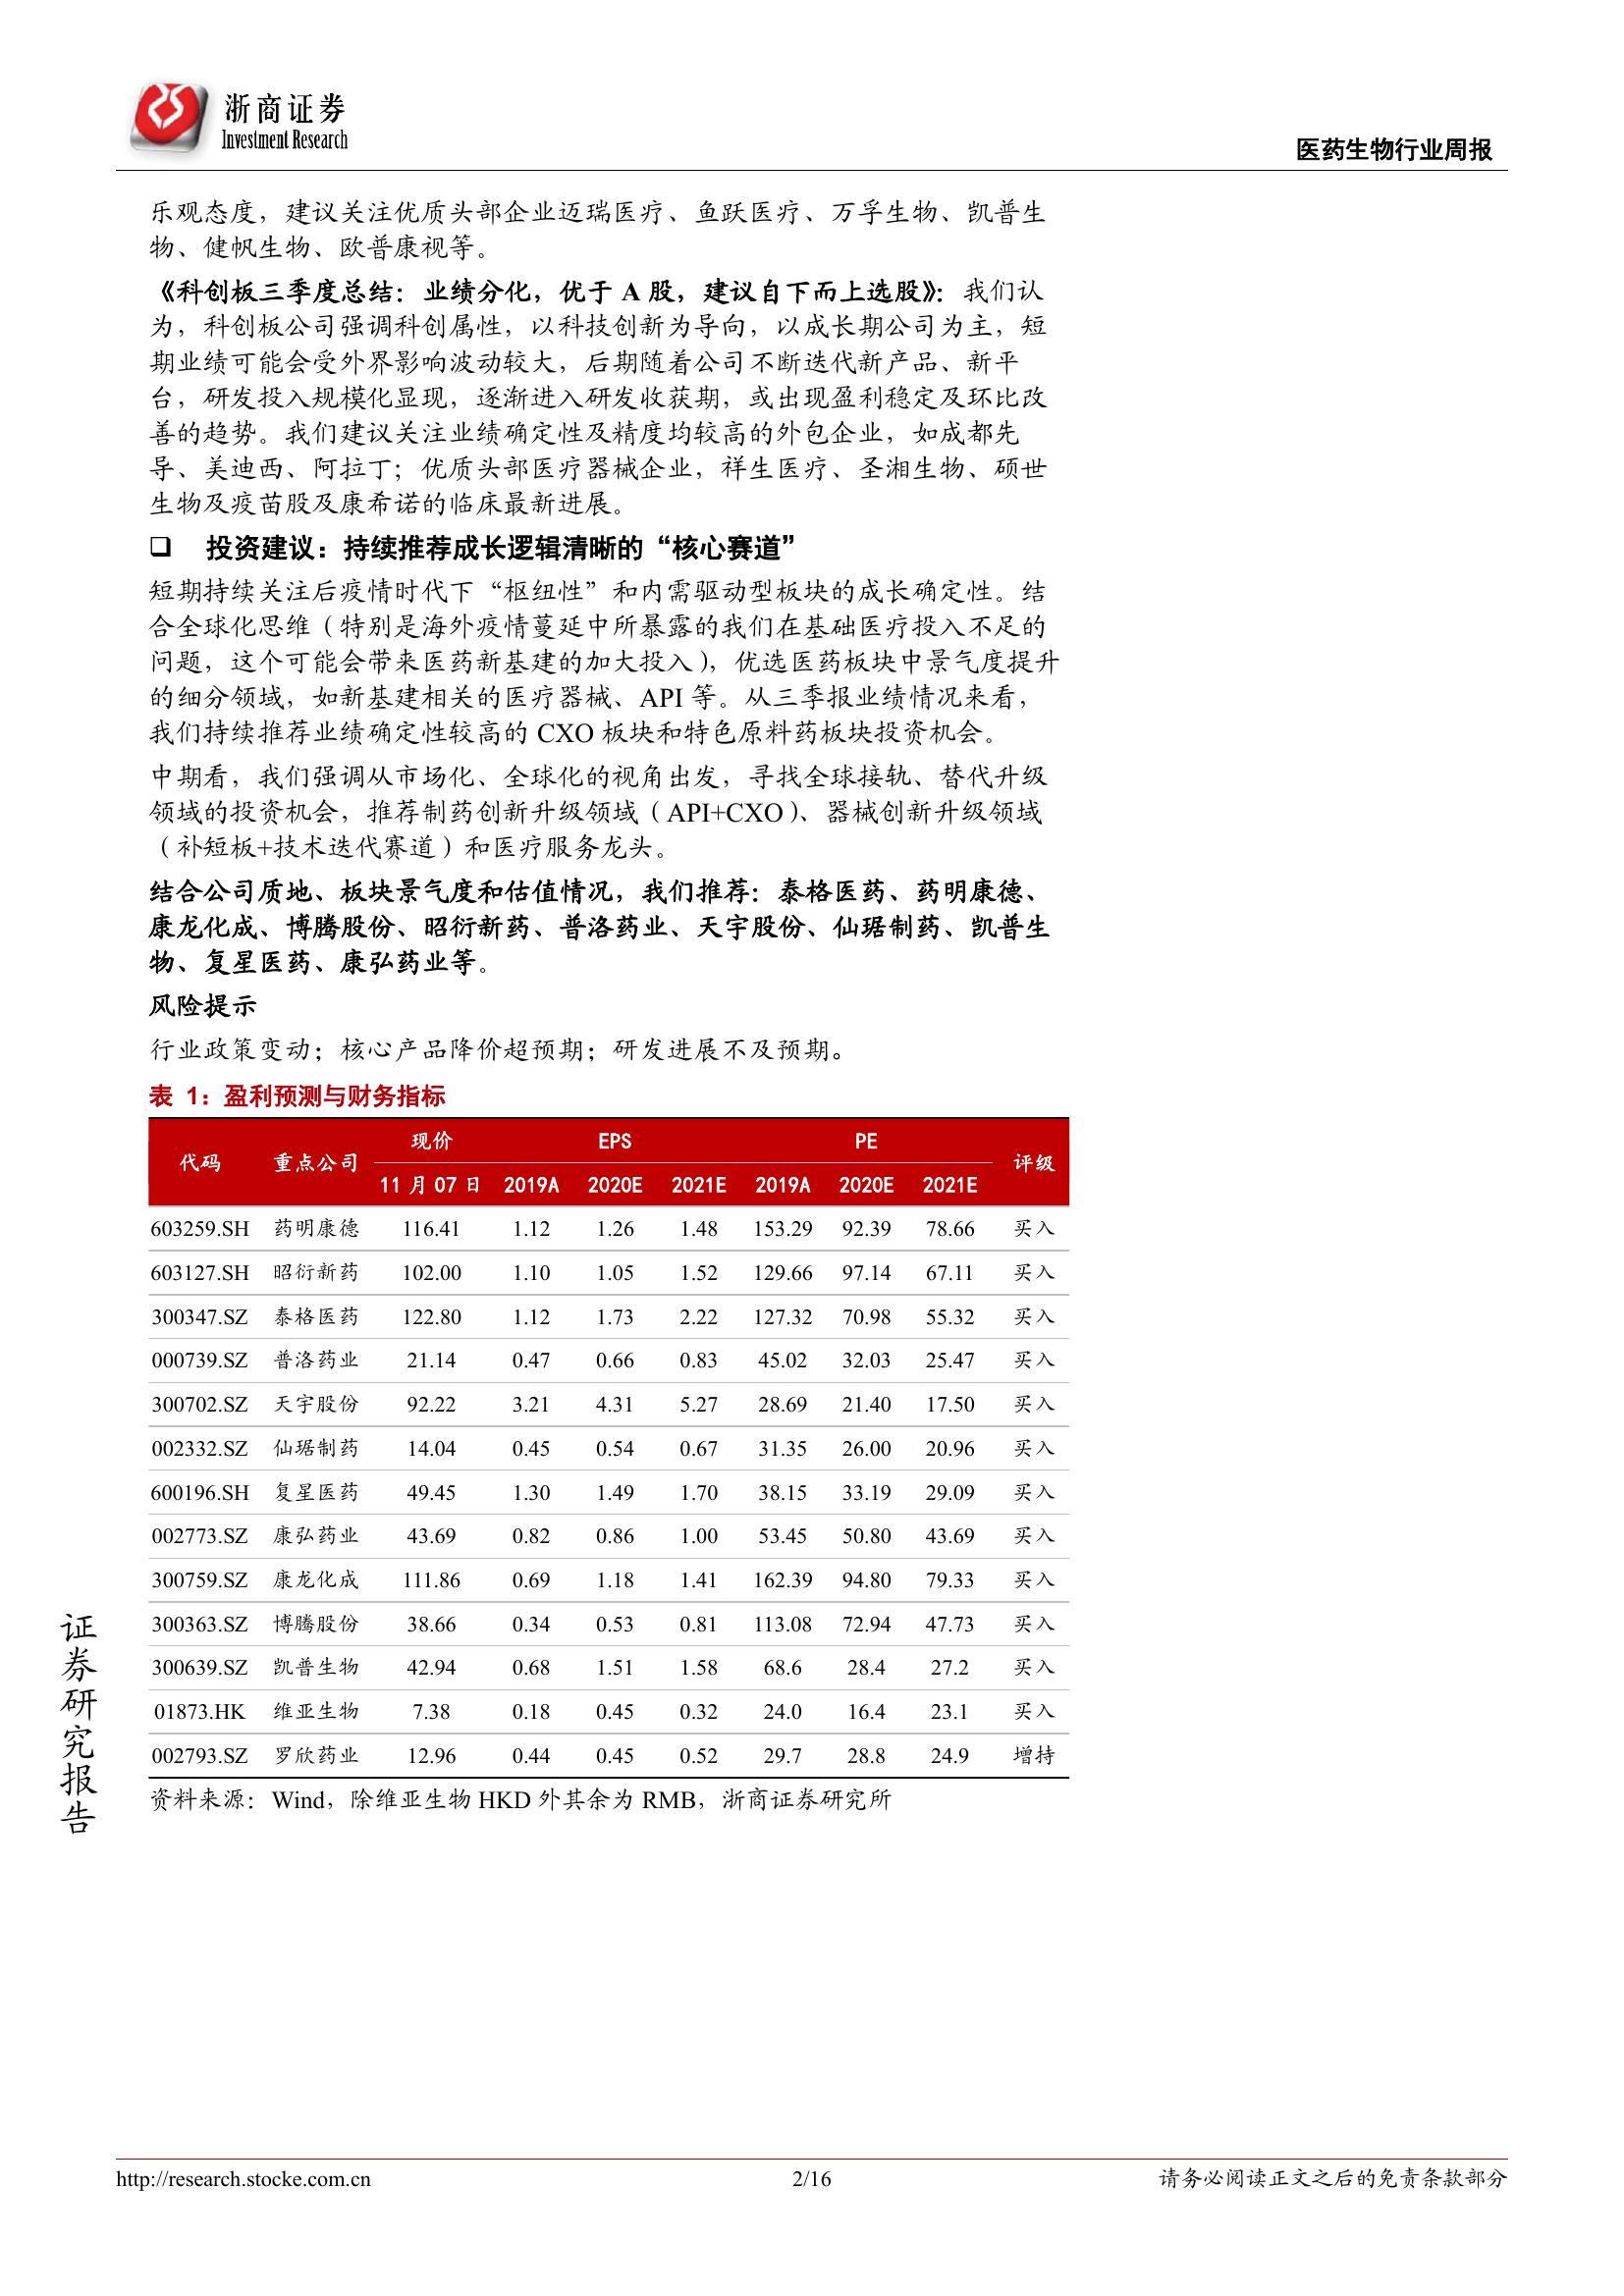 浙商证券
Investment Research
医药生物行业周报
乐观态度，建议关注优质头部企业迈瑞医疗、鱼跃医疗、万孚生物、凯普生
物、健帆生物、欧普康视等。
《科创板三季度总结：业绩分化，优于 A 股，建议自下而上选股》：我们认
为，科创板公司强调科创属性，以科技创新为导向，以成长期公司为主，短
期业绩可能会受外界影响波动较大，后期随着公司不断迭代新产品、新平
台，研发投入规模化显现，逐渐进入研发收获期，或出现盈利稳定及环比改
善的趋势。我们建议关注业绩确定性及精度均较高的外包企业，如成都先
导、美迪西、阿拉丁；优质头部医疗器械企业，祥生医疗、圣湘生物、硕世
生物及疫苗股及康希诺的临床最新进展。
❑ 投资建议：持续推荐成长逻辑清晰的“核心赛道”
短期持续关注后疫情时代下“枢纽性”和内需驱动型板块的成长确定性。结
合全球化思维（特别是海外疫情蔓延中所暴露的我们在基础医疗投入不足的
问题，这个可能会带来医药新基建的加大投入），优选医药板块中景气度提升
的细分领域，如新基建相关的医疗器械、API 等。从三季报业绩情况来看，
我们持续推荐业绩确定性较高的 CXO 板块和特色原料药板块投资机会。
中期看，我们强调从市场化、全球化的视角出发，寻找全球接轨、替代升级
领域的投资机会，推荐制药创新升级领域（API+CXO）、器械创新升级领域
（补短板+技术迭代赛道）和医疗服务龙头。
结合公司质地、板块景气度和估值情况，我们推荐：泰格医药、药明康德、
康龙化成、博腾股份、昭衍新药、普洛药业、天宇股份、仙琚制药、凯普生
物、复星医药、康弘药业等。
风险提示
行业政策变动；核心产品降价超预期；研发进展不及预期。
表 1：盈利预测与财务指标
代码 重点公司 现价 EPS PE 评级
11 月 07 日 2019A 2020E 2021E 2019A 2020E 2021E
603259.SH 药明康德 116.41 1.12 1.26 1.48 153.29 92.39 78.66 买入
603127.SH 昭衍新药 102.00 1.10 1.05 1.52 129.66 97.14 67.11 买入
300347.SZ 泰格医药 122.80 1.12 1.73 2.22 127.32 70.98 55.32 买入
000739.SZ 普洛药业 21.14 0.47 0.66 0.83 45.02 32.03 25.47 买入
300702.SZ 天宇股份 92.22 3.21 4.31 5.27 28.69 21.40 17.50 买入
002332.SZ 仙琚制药 14.04 0.45 0.54 0.67 31.35 26.00 20.96 买入
600196.SH 复星医药 49.45 1.30 1.49 1.70 38.15 33.19 29.09 买入
002773.SZ 康弘药业 43.69 0.82 0.86 1.00 53.45 50.80 43.69 买入
300759.SZ 康龙化成 111.86 0.69 1.18 1.41 162.39 94.80 79.33 买入
300363.SZ 博腾股份 38.66 0.34 0.53 0.81 113.08 72.94 47.73 买入
300639.SZ 凯普生物 42.94 0.68 1.51 1.58 68.6 28.4 27.2 买入
01873.HK 维亚生物 7.38 0.18 0.45 0.32 24.0 16.4 23.1 买入
002793.SZ 罗欣药业 12.96 0.44 0.45 0.52 29.7 28.8 24.9 增持
资料来源：Wind，除维亚生物 HKD 外其余为 RMB，浙商证券研究所
证券研究报告
http://research.stocke.com.cn
2/16
请务必阅读正文之后的免责条款部分